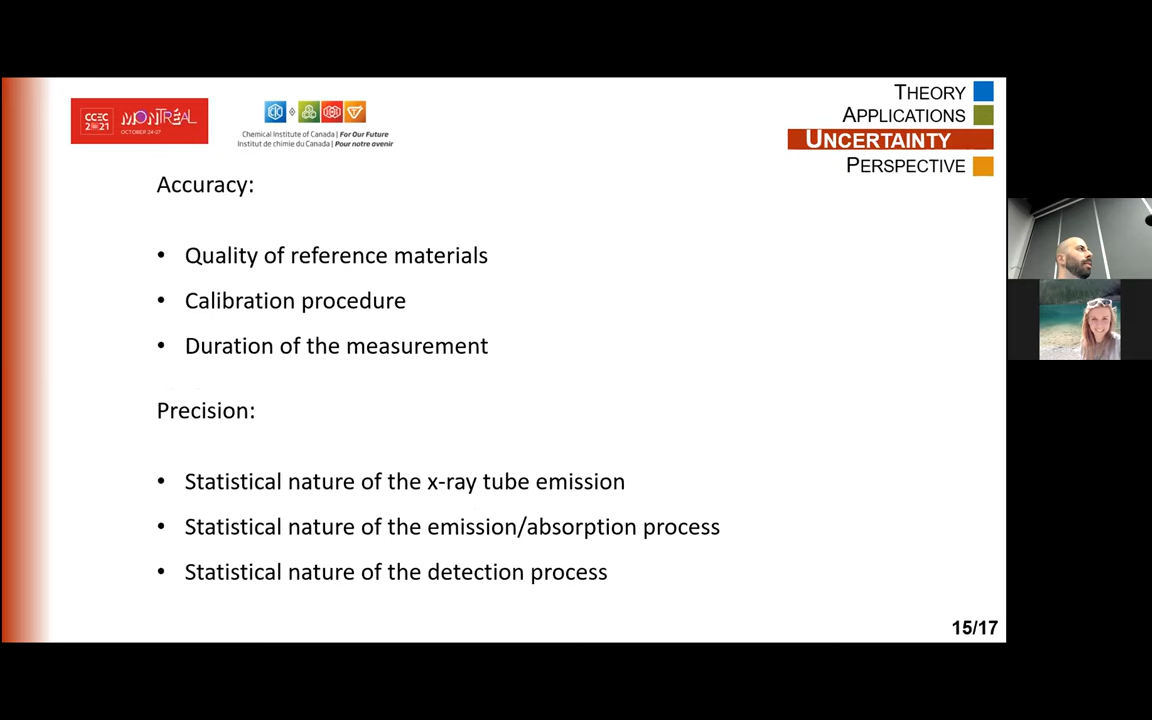 CCEC
2021
MONTRÉAL
OCTOBER 24-27
Chemical Institute of Canada | For Our Future
Institut de chimie du Canada | Pour notre avenir
THEORY
APPLICATIONS
UNCERTAINTY
PERSPECTIVE
Accuracy:
• Quality of reference materials
• Calibration procedure
• Duration of the measurement
Precision:
• Statistical nature of the x-ray tube emission
• Statistical nature of the emission/absorption process
• Statistical nature of the detection process
15/17